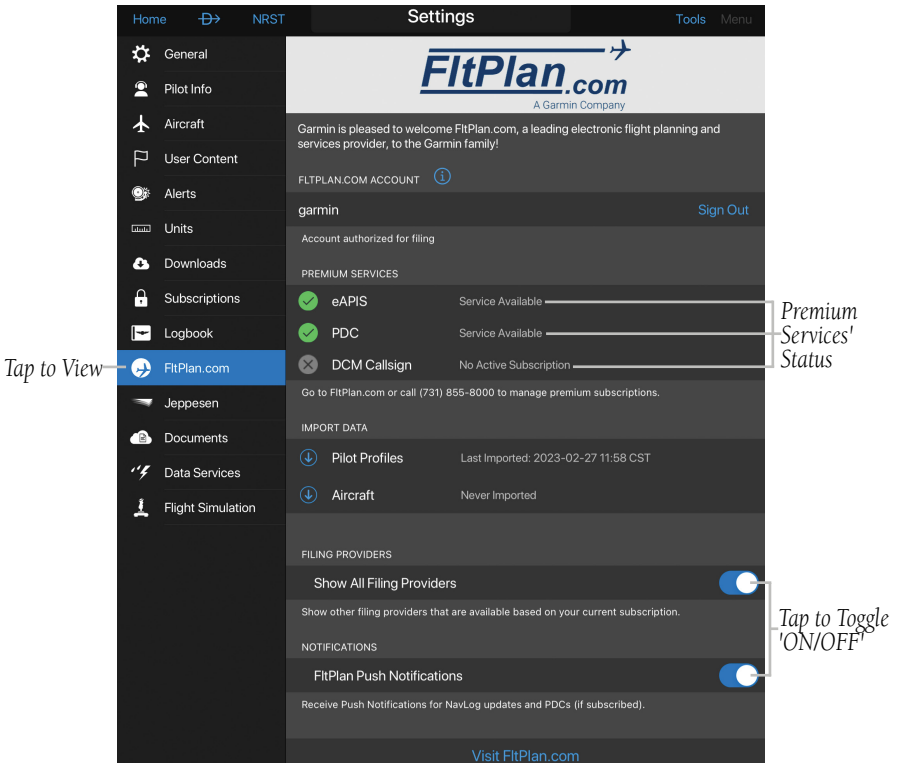 Home
D
NRST
Settings
Tools
Menu
General
Pilot Info
Aircraft
User Content
Alerts
Units
Downloads
Subscriptions
Logbook
FltPlan.com
Jeppesen
Documents
Data Services
Flight Simulation
Tap to View
FltPlan.com
A Garmin Company
Garmin is pleased to welcome FltPlan.com, a leading electronic flight planning and
services provider, to the Garmin family!
FLTPLAN.COM ACCOUNT
garmin
Sign Out
Account authorized for filing
PREMIUM SERVICES
eAPIS Service Available
PDC Service Available
DCM Callsign No Active Subscription
Go to FltPlan.com or call (731) 855-8000 to manage premium subscriptions.
IMPORT DATA
Pilot Profiles Last Imported: 2023-02-27 11:58 CST
Aircraft Never Imported
FILING PROVIDERS
Show All Filing Providers
Show other filing providers that are available based on your current subscription.
NOTIFICATIONS
FltPlan Push Notifications
Receive Push Notifications for NavLog updates and PDCs (if subscribed).
Visit FltPlan.com
Premium
Services'
Status
Tap to Toggle
'ON/OFF'